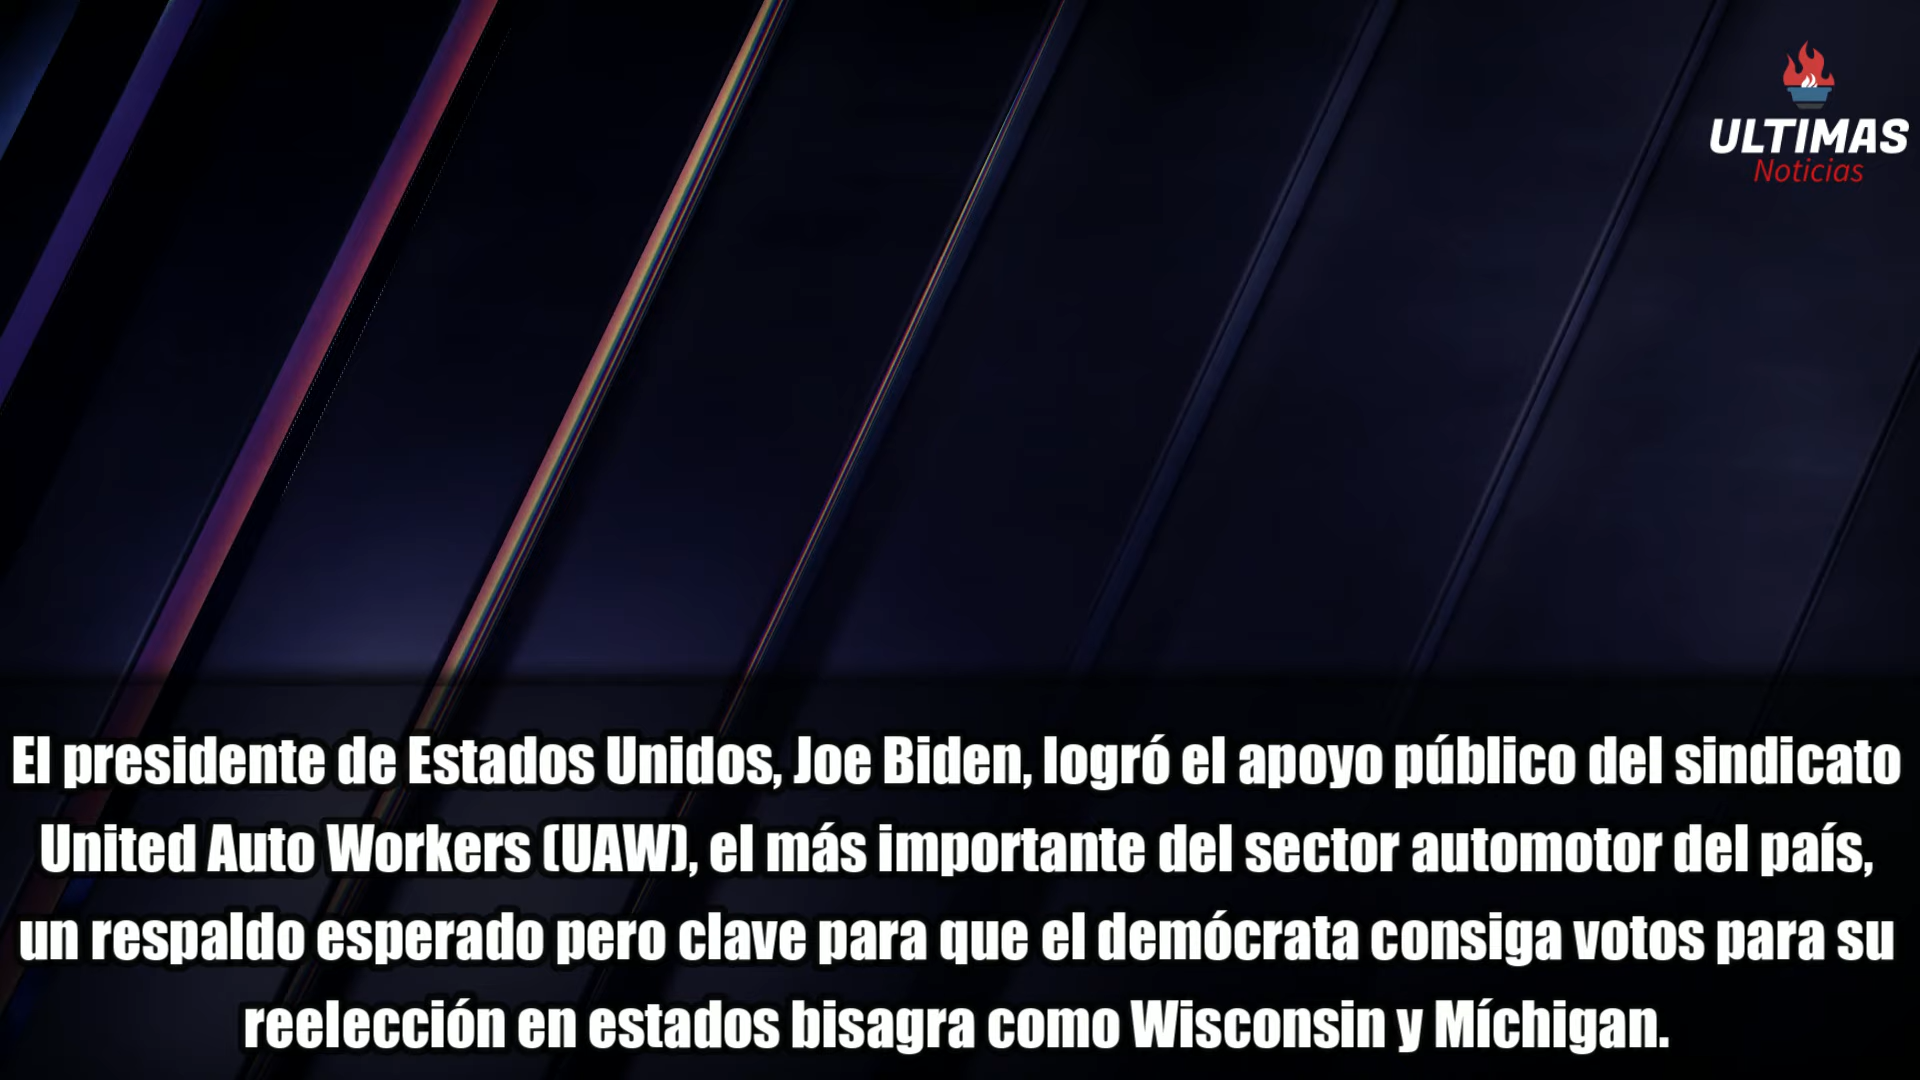 ULTIMAS
Noticias
El presidente de Estados Unidos, Joe Biden, logró el apoyo público del sindicato
United Auto Workers (UAW), el más importante del sector automotor del país,
un respaldo esperado pero clave para que el demócrata consiga votos para su
reelección en estados bisagra como Wisconsin y Míchigan.